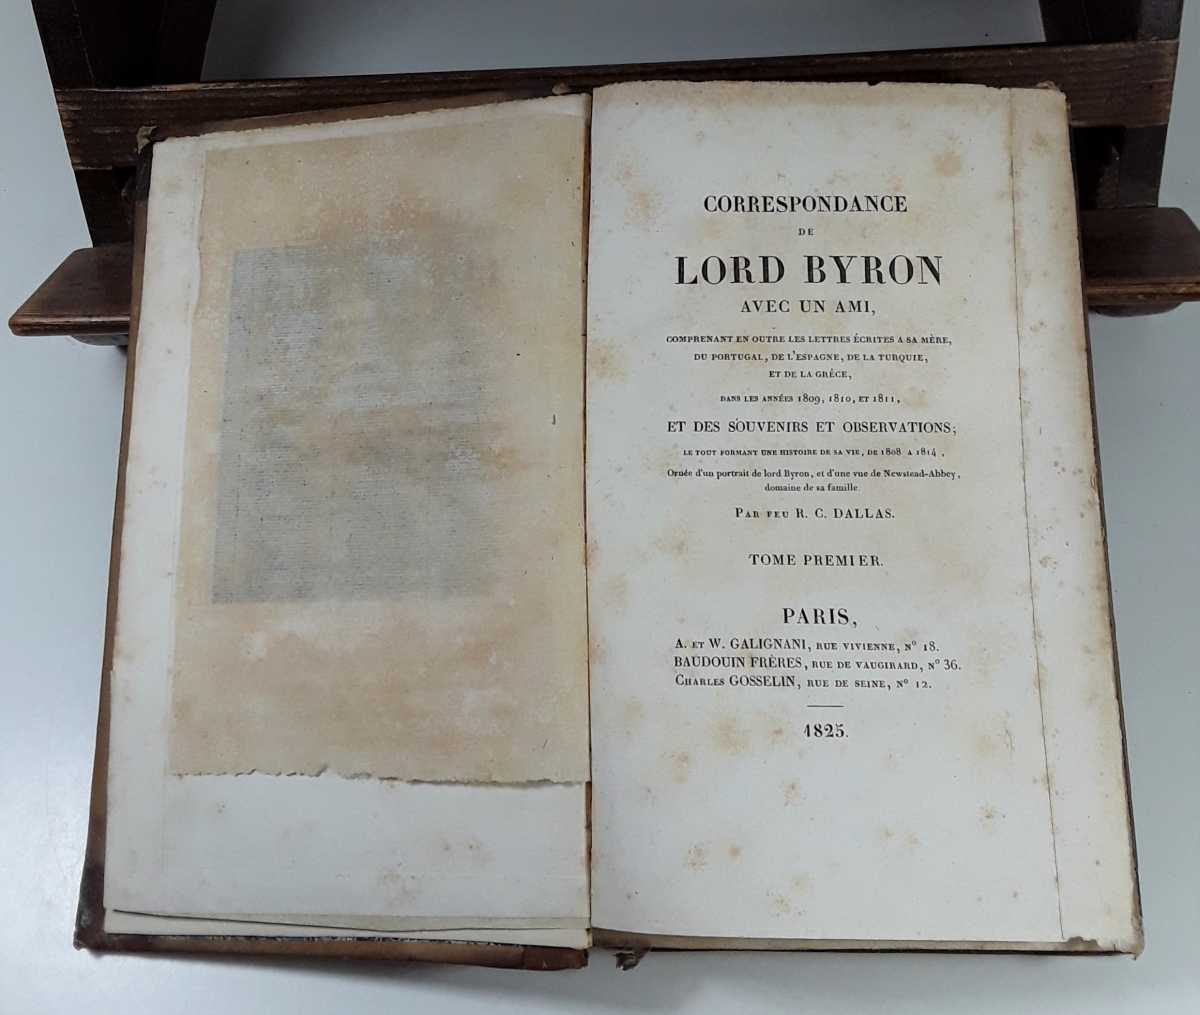 CORRESPONDANCE
DE
LORD BYRON
AVEC UN AMI,
COMPRENANT EN OUTRE LES LETTRES ÉCRITES A SA MÈRE,
DU PORTUGAL, DE L'ESPAGNE, DE LA TURQUIE,
ET DE LA GRÈCE,
DANS LES ANNÉES 1809, 1810, ET 1811,
ET DES SOUVENIRS ET OBSERVATIONS;
LE TOUT FORMANT UNE HISTOIRE DE SA VIE, DE 1808 A 1814,
Ornée d'un portrait de lord Byron, et d'une vue de Newstead-Abbey,
domaine de sa famille.
PAR FEU R. C. DALLAS.
TOME PREMIER.
PARIS,
A. ET W. GALIGNANI, RUE VIVIENNE, N° 18.
BAUDOUIN FRÈRES, RUE DE VAUGIRARD, N° 36.
CHARLES GOSSELIN, RUE DE SEINE, N° 12.
1825.